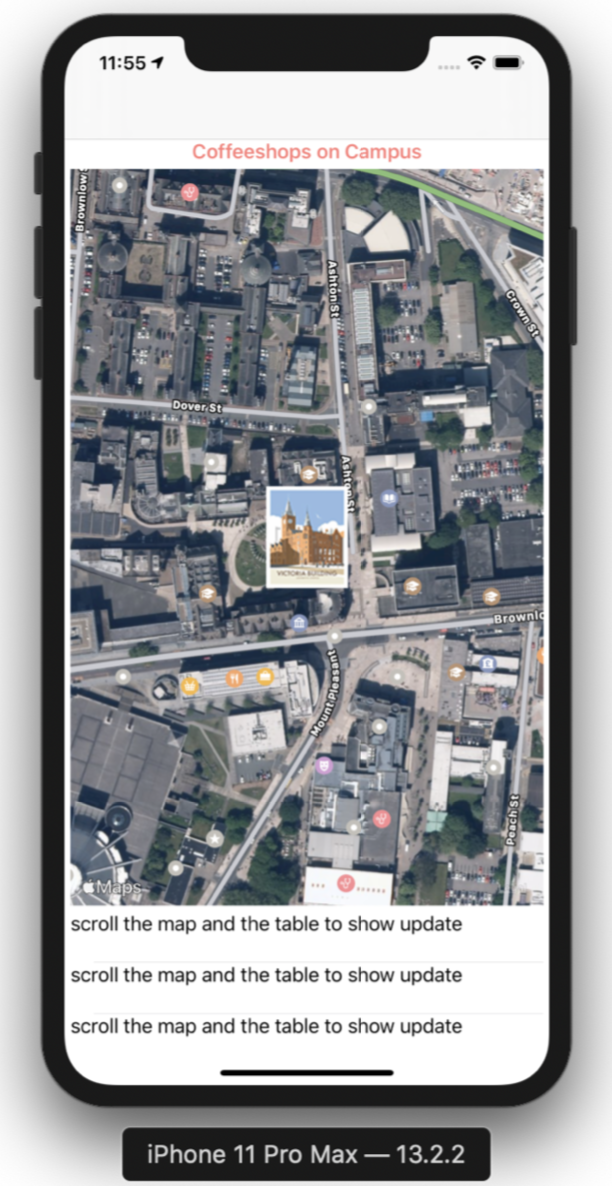 11:55
Coffeeshops on Campus
Brownlow S
Ashton St
Crown St
Dover St
Ashton St
VICTORIA BUILDING
Brownlo
Mount Pleasant
Peach St
Maps
scroll the map and the table to show update
scroll the map and the table to show update
scroll the map and the table to show update
iPhone 11 Pro Max — 13.2.2